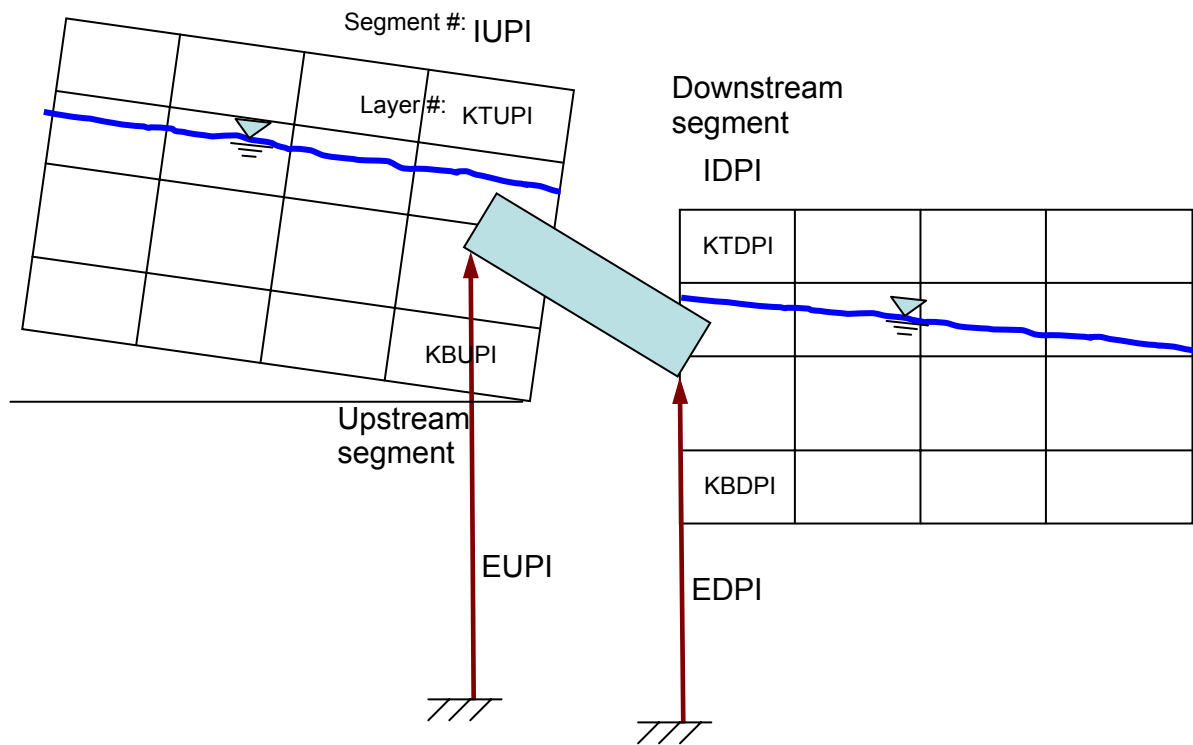 Segment #: IUPI
Layer #: KTUPI
Downstream
segment
IDPI
KTDPI
KBUPI
Upstream
segment
KBDPI
EUPI
EDPI